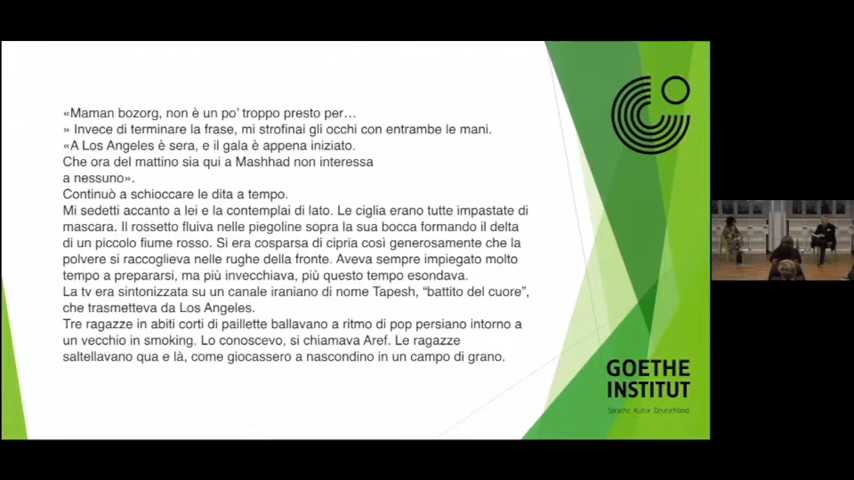 «Maman bozorg, non è un po’ troppo presto per…
» Invece di terminare la frase, mi strofinai gli occhi con entrambe le mani.
«A Los Angeles è sera, e il gala è appena iniziato.
Che ora del mattino sia qui a Mashhad non interessa
a nessuno».
Continuò a schioccare le dita a tempo.
Mi sedetti accanto a lei e la contemplai di lato. Le ciglia erano tutte impastate di
mascara. Il rossetto fluiva nelle piegoline sopra la sua bocca formando il delta
di un piccolo fiume rosso. Si era cosparsa di cipria così generosamente che la
polvere si raccoglieva nelle rughe della fronte. Aveva sempre impiegato molto
tempo a prepararsi, ma più invecchiava, più questo tempo esondava.
La tv era sintonizzata su un canale iraniano di nome Tapesh, “battito del cuore”,
che trasmetteva da Los Angeles.
Tre ragazze in abiti corti di paillette ballavano a ritmo di pop persiano intorno a
un vecchio in smoking. Lo conoscevo, si chiamava Aref. Le ragazze
saltellavano qua e là, come giocassero a nascondino in un campo di grano.
GOETHE
INSTITUT
Sprache. Kultur. Deutschland.